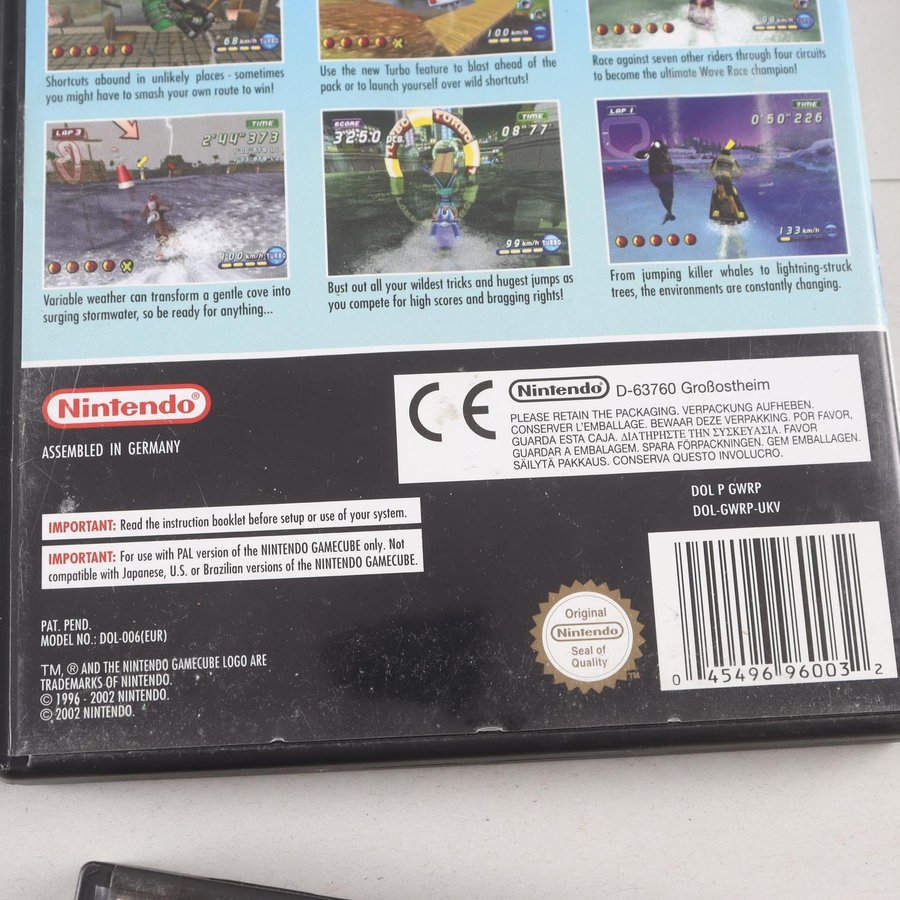 68 km/h TURBO
100 km/h
98 km/h
Shortcuts abound in unlikely places - sometimes
you might have to smash your own route to win!
Use the new Turbo feature to blast ahead of the
pack or to launch yourself over wild shortcuts!
Race against seven other riders through four circuits
to become the ultimate Wave Race champion!
LAP 3
TIME
2'44"373
100 km/h TURBO
SCORE
3250 pts.
TURBO
TIME
08"77
99 km/h TURBO
LAP 1
TIME
0'50"226
133 km/h
Variable weather can transform a gentle cove into
surging stormwater, so be ready for anything...
Bust out all your wildest tricks and hugest jumps as
you compete for high scores and bragging rights!
From jumping killer whales to lightning-struck
trees, the environments are constantly changing.
Nintendo®
ASSEMBLED IN GERMANY
CE
Nintendo® D-63760 Großostheim
PLEASE RETAIN THE PACKAGING. VERPACKUNG AUFHEBEN.
CONSERVER L'EMBALLAGE. BEWAAR DEZE VERPAKKING. POR FAVOR,
GUARDA ESTA CAJA. ΔΙΑΤΗΡΗΣΤΕ ΤΗΝ ΣΥΣΚΕΥΑΣΙΑ. FAVOR
GUARDAR A EMBALAGEM. SPARA FÖRPACKNINGEN. GEM EMBALLAGEN.
SÄILYTÄ PAKKAUS. CONSERVA QUESTO INVOLUCRO.
DOL P GWRP
DOL-GWRP-UKV
IMPORTANT: Read the instruction booklet before setup or use of your system.
IMPORTANT: For use with PAL version of the NINTENDO GAMECUBE only. Not
compatible with Japanese, U.S. or Brazilian versions of the NINTENDO GAMECUBE.
PAT. PEND.
MODEL NO.: DOL-006(EUR)
TM, ® AND THE NINTENDO GAMECUBE LOGO ARE
TRADEMARKS OF NINTENDO.
© 1996 - 2002 NINTENDO.
© 2002 NINTENDO.
Original
Nintendo
Seal of
Quality
TM
0 45496 96003 2